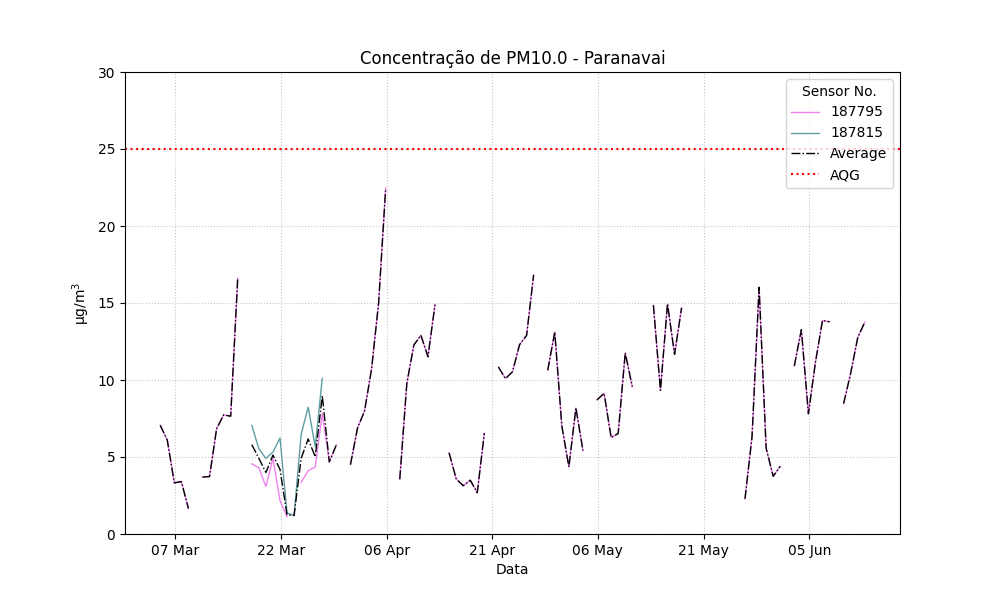 Concentração de PM10.0 - Paranavai
30
25
20
15
10
5
0
µg/m³
Sensor No.
187795
187815
Average
AQG
07 Mar
22 Mar
06 Apr
21 Apr
06 May
21 May
05 Jun
Data